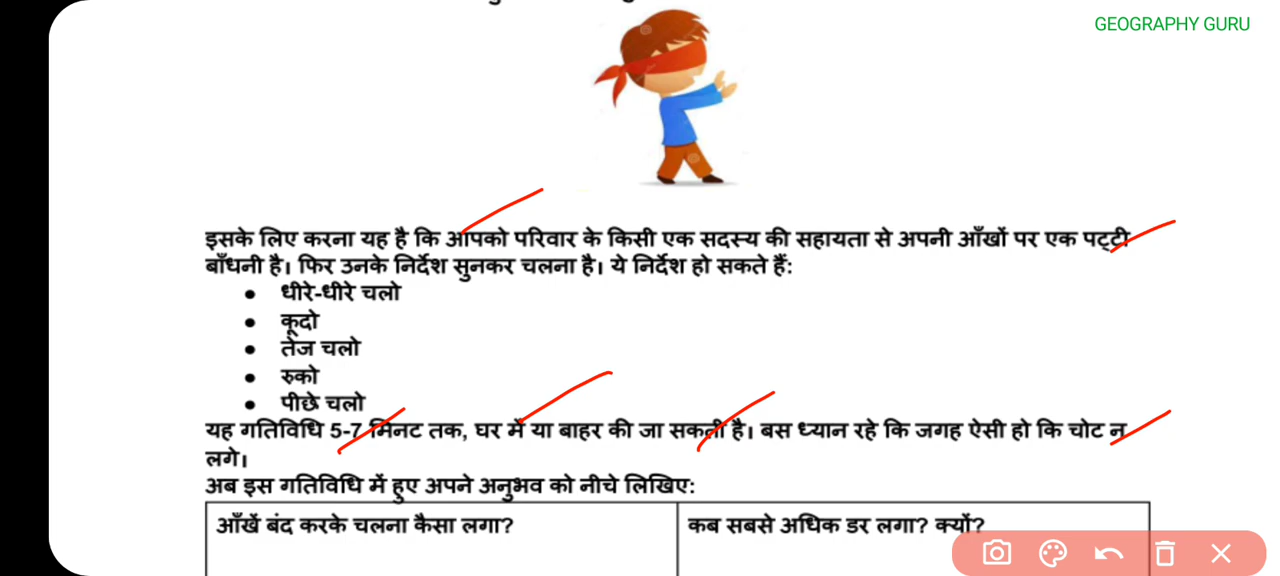 GEOGRAPHY GURU
इसके लिए करना यह है कि आपको परिवार के किसी एक सदस्य की सहायता से अपनी आँखों पर एक पट्टी
बाँधनी है। फिर उनके निर्देश सुनकर चलना है। ये निर्देश हो सकते हैं:
● धीरे-धीरे चलो
● कूदो
● तेज चलो
● रुको
● पीछे चलो
यह गतिविधि 5-7 मिनट तक, घर में या बाहर की जा सकती है। बस ध्यान रहे कि जगह ऐसी हो कि चोट न
लगे।
अब इस गतिविधि में हुए अपने अनुभव को नीचे लिखिए:
आँखें बंद करके चलना कैसा लगा?
कब सबसे अधिक डर लगा? क्यों?